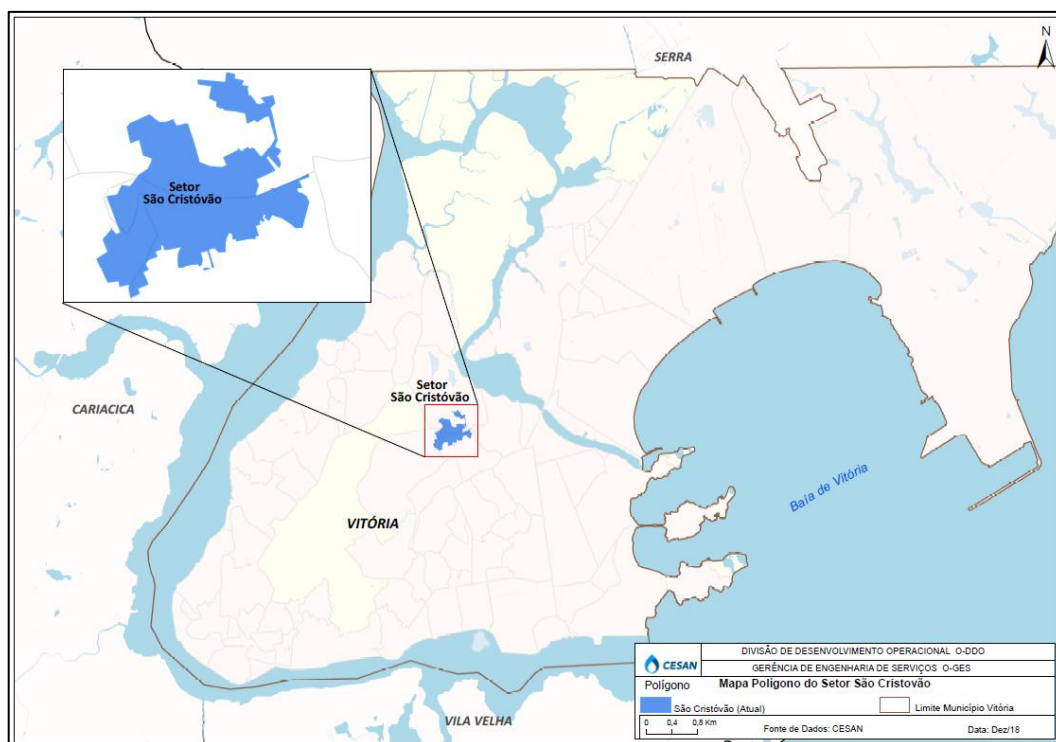 N
SERRA
Setor
São Cristóvão
Setor
São Cristóvão
CARIACICA
VITÓRIA
Baía de Vitória
VILA VELHA
CESAN
DIVISÃO DE DESENVOLVIMENTO OPERACIONAL O-DDO
GERÊNCIA DE ENGENHARIA DE SERVIÇOS O-GES
Polígono
Mapa Polígono do Setor São Cristovão
São Cristóvão (Atual)
Limite Município Vitória
0 0,4 0,8 Km
Fonte de Dados: CESAN
Data: Dez/18